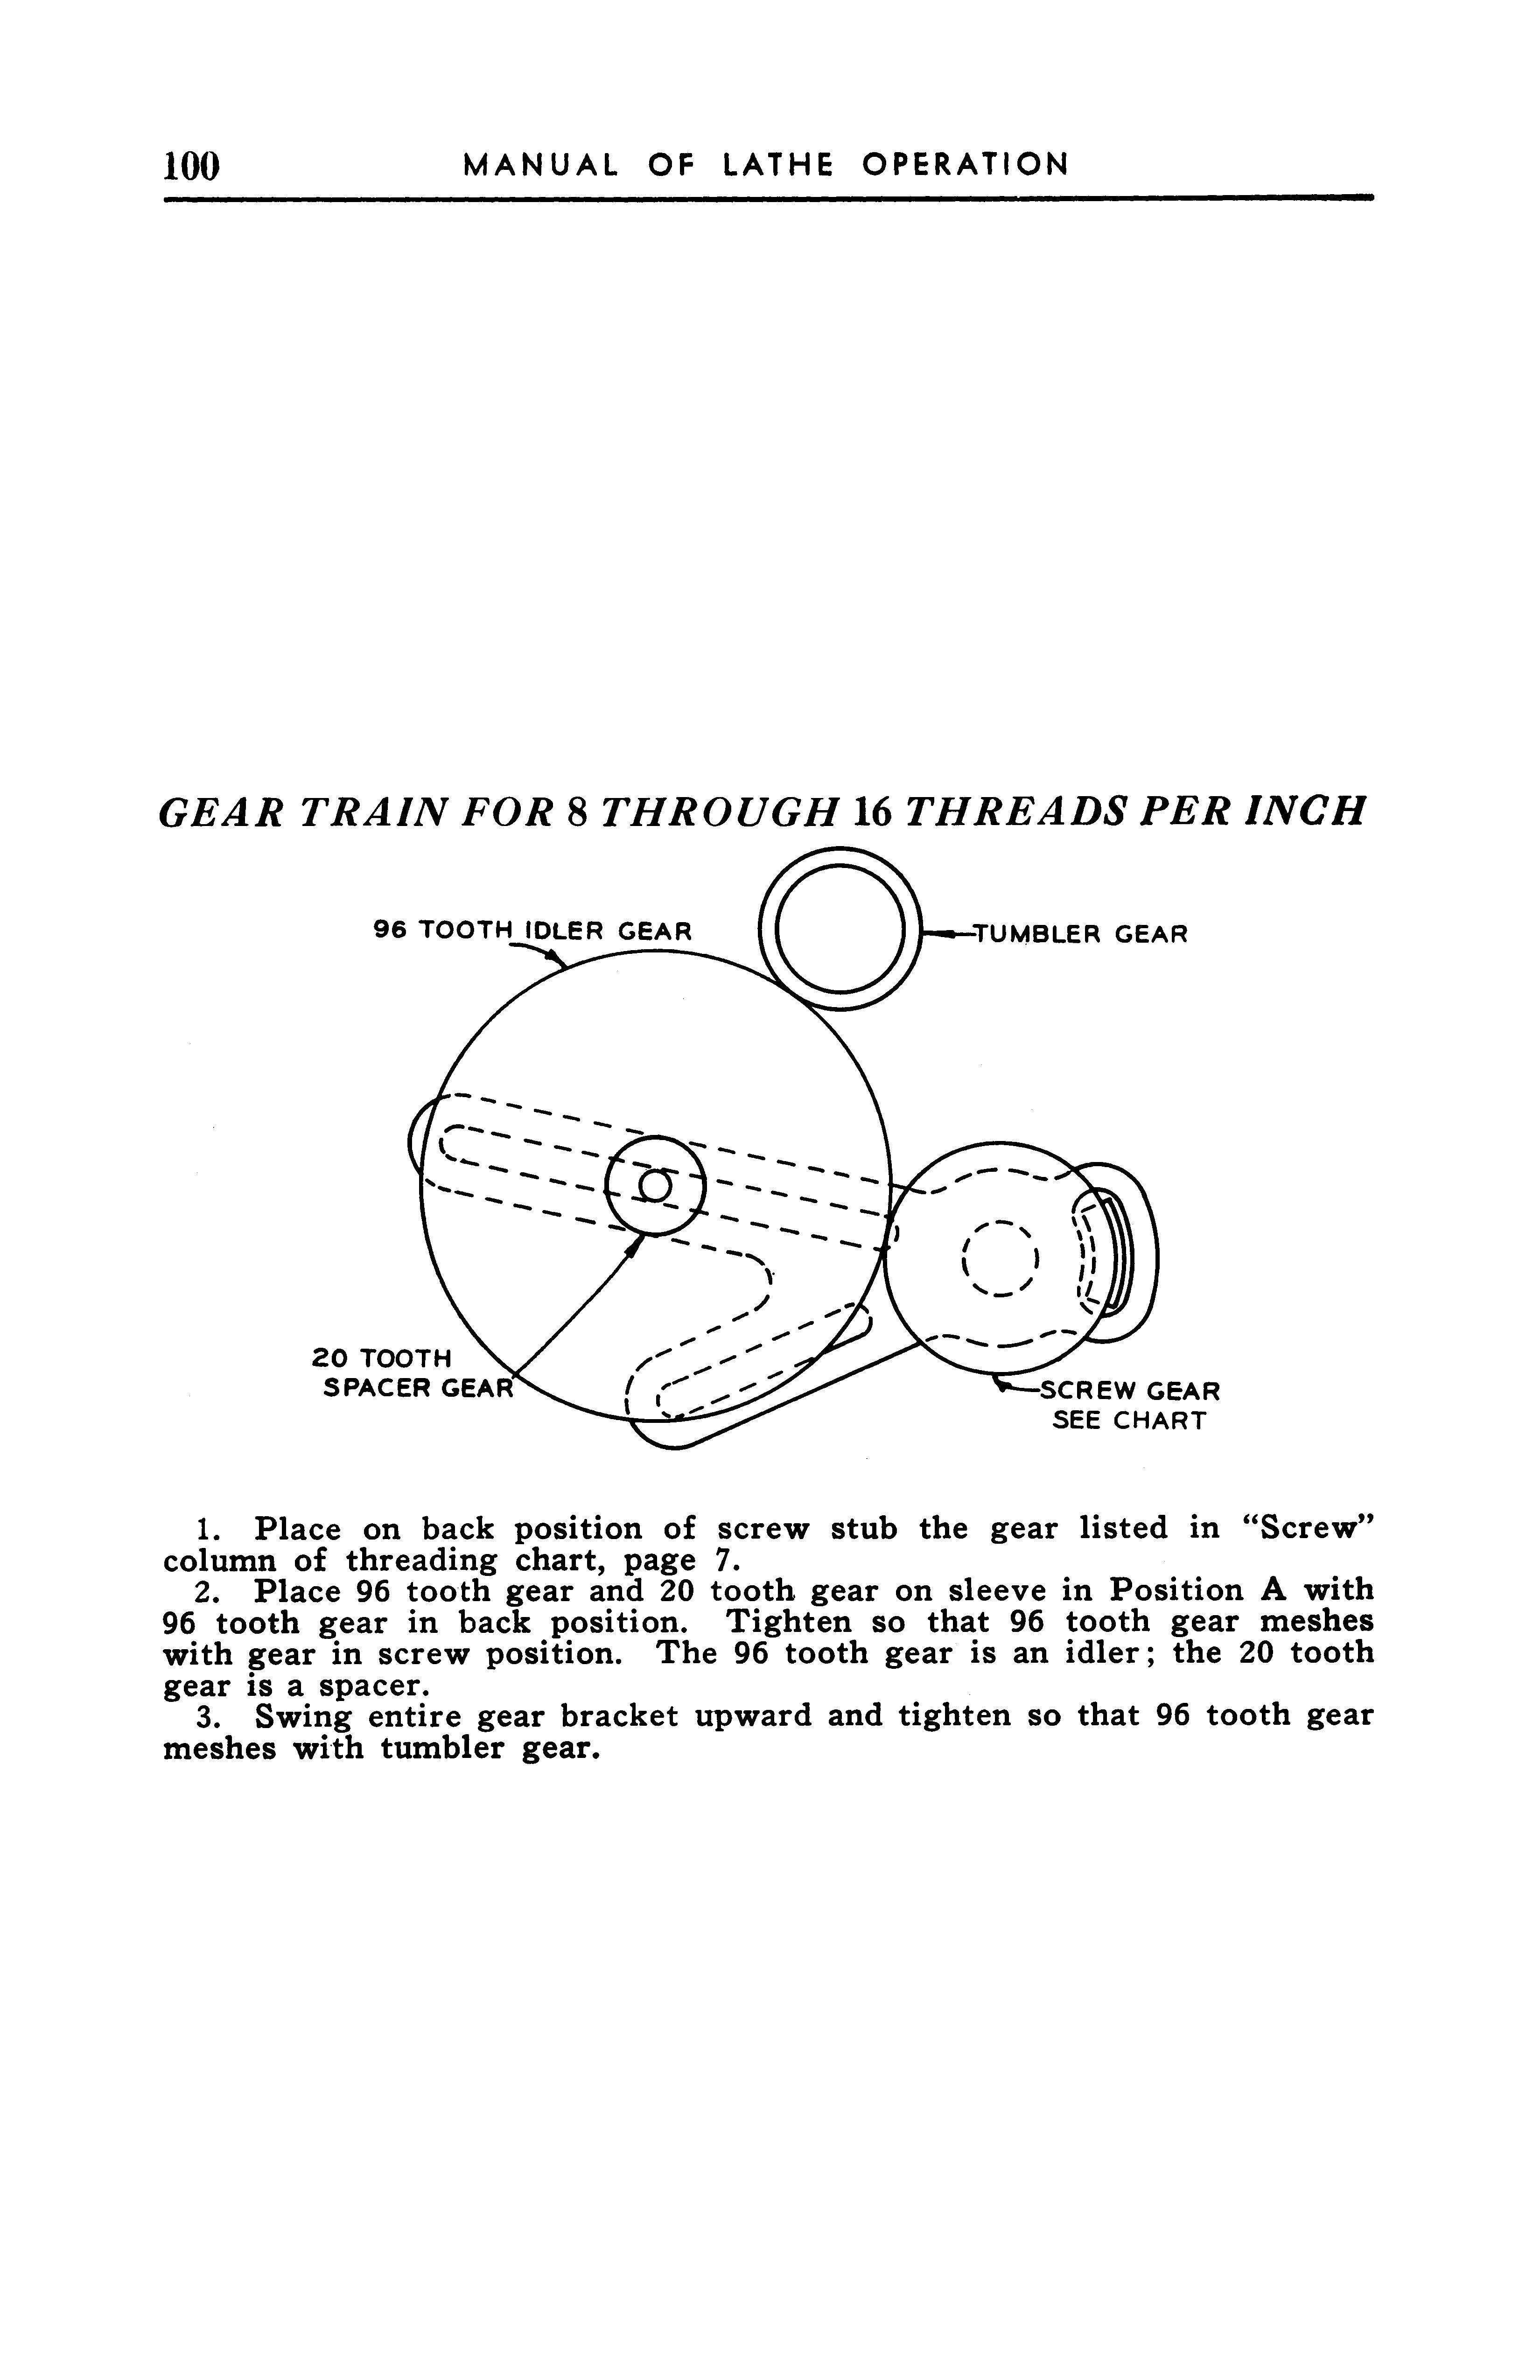 100 MANUAL OF LATHE OPERATION
GEAR TRAIN FOR 8 THROUGH 16 THREADS PER INCH
96 TOOTH IDLER GEAR
TUMBLER GEAR
20 TOOTH
SPACER GEAR
SCREW GEAR
SEE CHART
1. Place on back position of screw stub the gear listed in “Screw”
column of threading chart, page 7.
2. Place 96 tooth gear and 20 tooth gear on sleeve in Position A with
96 tooth gear in back position. Tighten so that 96 tooth gear meshes
with gear in screw position. The 96 tooth gear is an idler; the 20 tooth
gear is a spacer.
3. Swing entire gear bracket upward and tighten so that 96 tooth gear
meshes with tumbler gear.